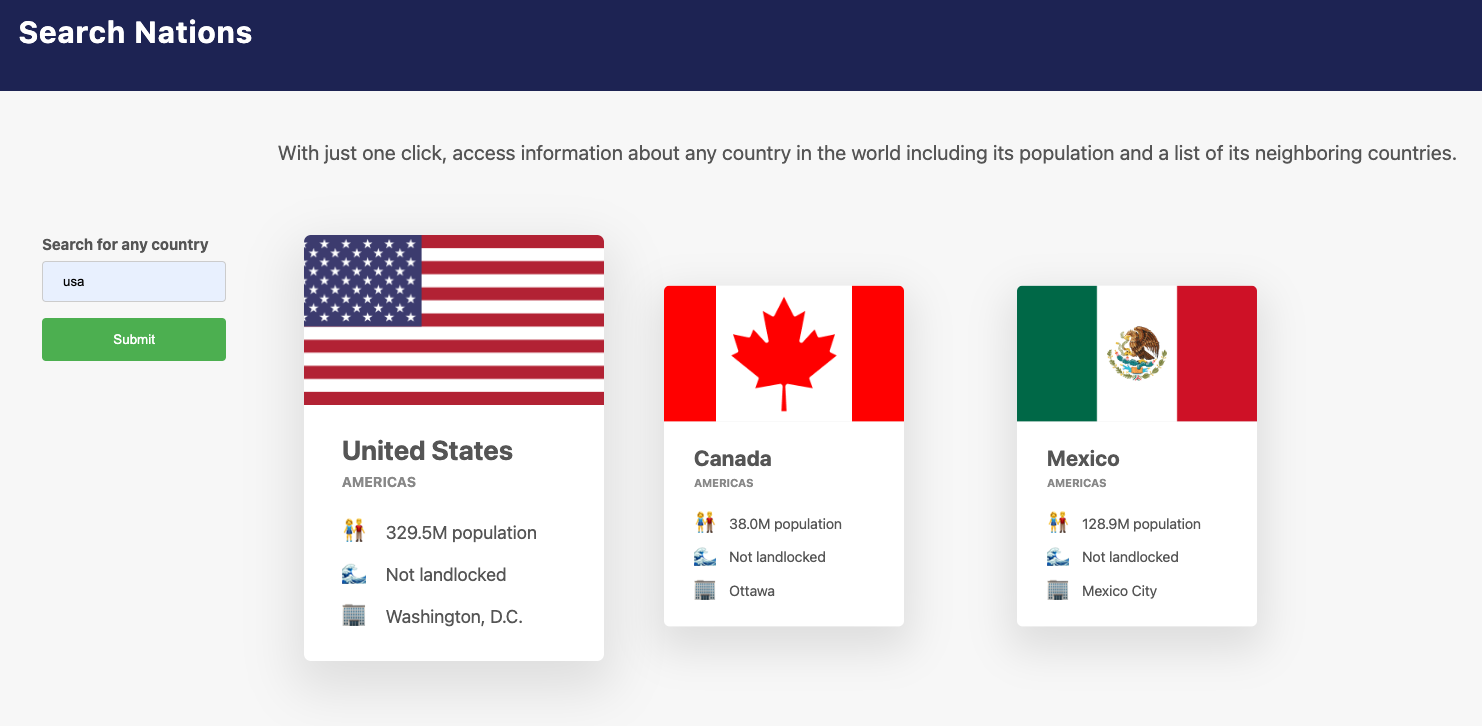 Search Nations
With just one click, access information about any country in the world including its population and a list of its neighboring countries.
Search for any country
usa
Submit
United States
AMERICAS
329.5M population
Not landlocked
Washington, D.C.
Canada
AMERICAS
38.0M population
Not landlocked
Ottawa
Mexico
AMERICAS
128.9M population
Not landlocked
Mexico City